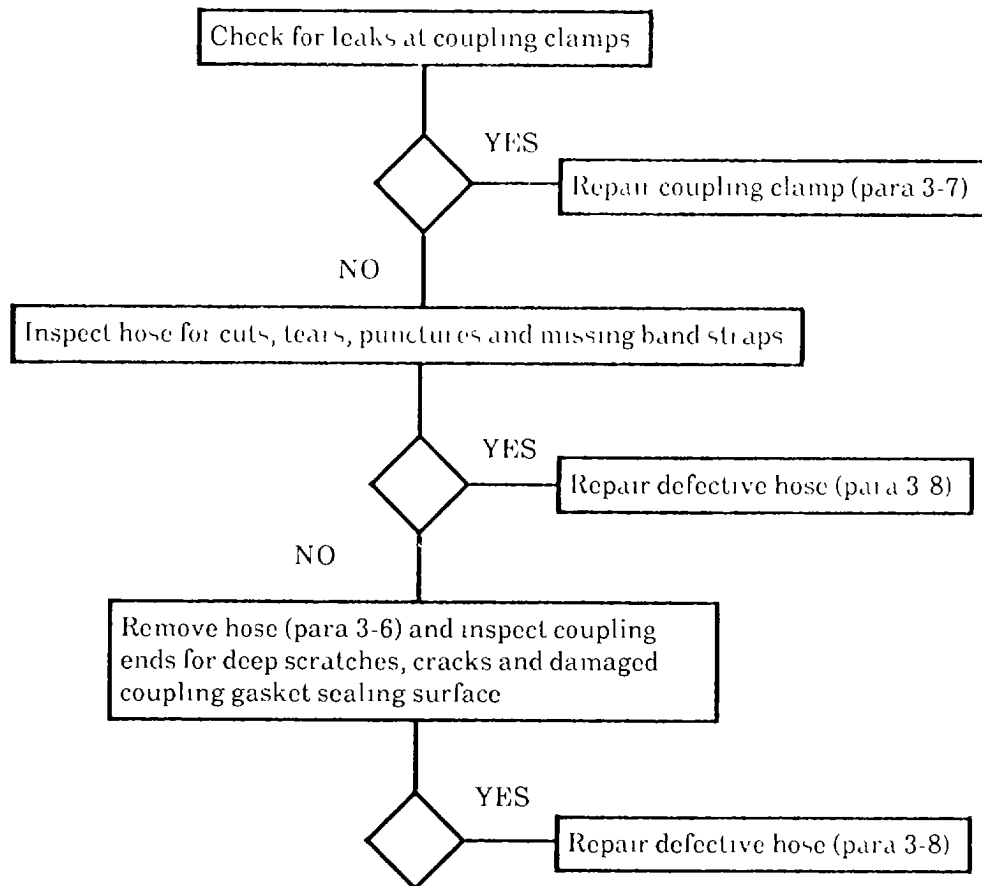 Check for leaks at coupling clamps
YES
Repair coupling clamp (para 3-7)
NO
Inspect hose for cuts, tears, punctures and missing band straps
YES
Repair defective hose (para 3 8)
NO
Remove hose (para 3-6) and inspect coupling
ends for deep scratches, cracks and damaged
coupling gasket sealing surface
YES
Repair defective hose (para 3-8)